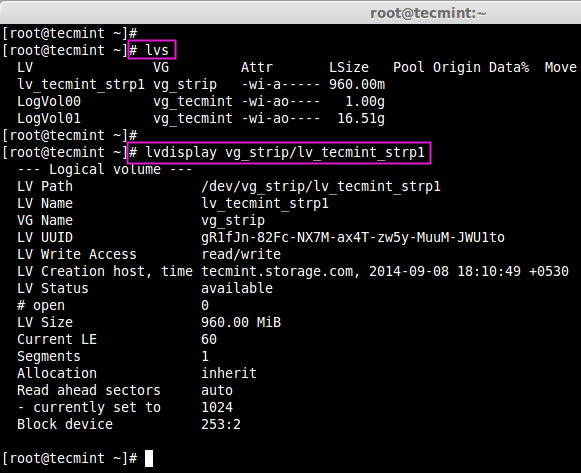 root@tecmint:~
[root@tecmint ~]#
[root@tecmint ~]# lvs
  LV              VG         Attr       LSize   Pool Origin Data%  Move
  lv_tecmint_strp1 vg_strip   -wi-a----- 960.00m
  LogVol00        vg_tecmint -wi-ao----   1.00g
  LogVol01        vg_tecmint -wi-ao----  16.51g
[root@tecmint ~]#
[root@tecmint ~]# lvdisplay vg_strip/lv_tecmint_strp1
  --- Logical volume ---
  LV Path                /dev/vg_strip/lv_tecmint_strp1
  LV Name                lv_tecmint_strp1
  VG Name                vg_strip
  LV UUID                gR1fJn-82Fc-NX7M-ax4T-zw5y-MuuM-JWU1to
  LV Write Access        read/write
  LV Creation host, time tecmint.storage.com, 2014-09-08 18:10:49 +0530
  LV Status              available
  # open                 0
  LV Size                960.00 MiB
  Current LE             60
  Segments               1
  Allocation             inherit
  Read ahead sectors     auto
  - currently set to     1024
  Block device           253:2
[root@tecmint ~]#